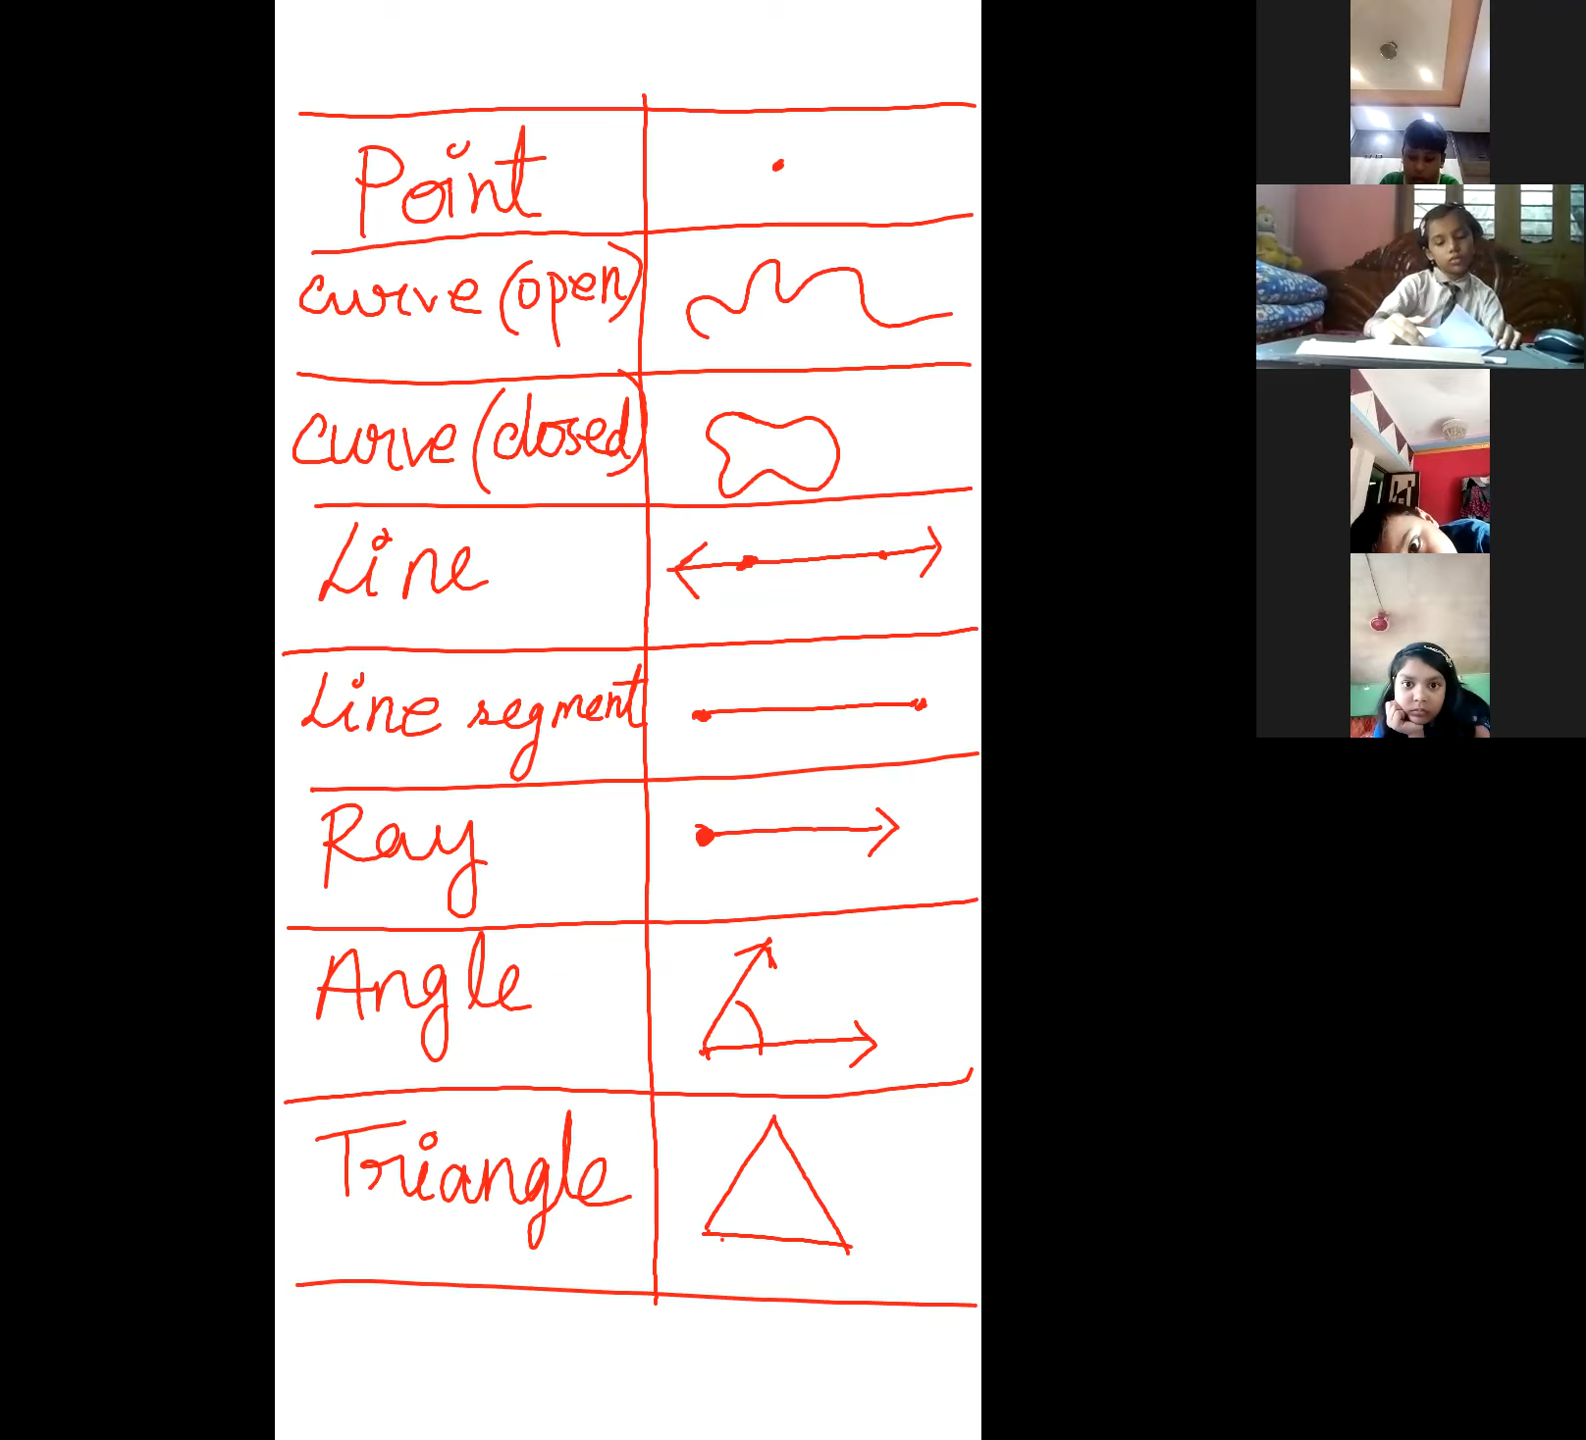 Point
curve (open)
curve (closed)
Line
Line segment
Ray
Angle
Triangle